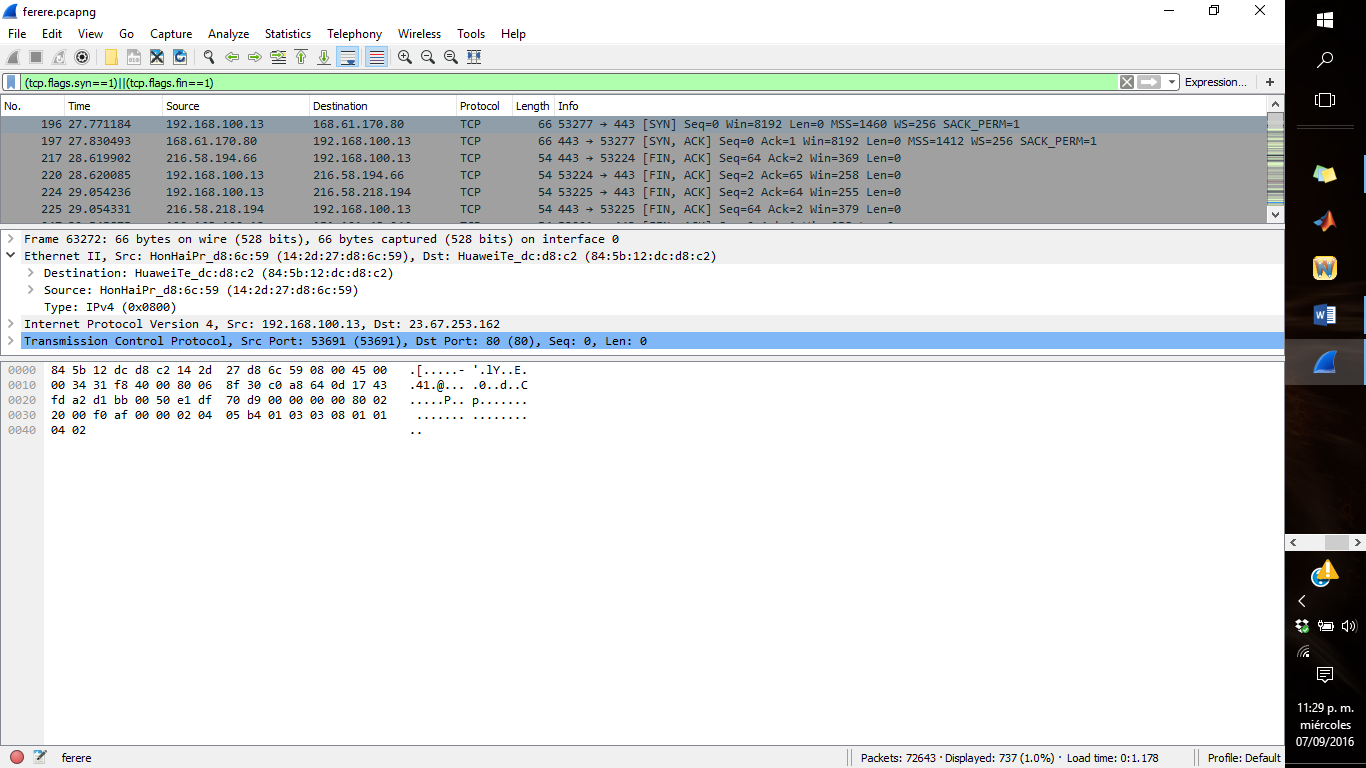 ferere.pcapng
File Edit View Go Capture Analyze Statistics Telephony Wireless Tools Help
(tcp.flags.syn==1)||(tcp.flags.fin==1) Expression… +
No. Time Source Destination Protocol Length Info
196 27.771184 192.168.100.13 168.61.170.80 TCP 66 53277 → 443 [SYN] Seq=0 Win=8192 Len=0 MSS=1460 WS=256 SACK_PERM=1
197 27.830493 168.61.170.80 192.168.100.13 TCP 66 443 → 53277 [SYN, ACK] Seq=0 Ack=1 Win=8192 Len=0 MSS=1412 WS=256 SACK_PERM=1
217 28.619902 216.58.194.66 192.168.100.13 TCP 54 443 → 53224 [FIN, ACK] Seq=64 Ack=2 Win=369 Len=0
220 28.620085 192.168.100.13 216.58.194.66 TCP 54 53224 → 443 [FIN, ACK] Seq=2 Ack=65 Win=258 Len=0
224 29.054236 192.168.100.13 216.58.218.194 TCP 54 53225 → 443 [FIN, ACK] Seq=2 Ack=64 Win=255 Len=0
225 29.054331 216.58.218.194 192.168.100.13 TCP 54 443 → 53225 [FIN, ACK] Seq=64 Ack=2 Win=379 Len=0
Frame 63272: 66 bytes on wire (528 bits), 66 bytes captured (528 bits) on interface 0
Ethernet II, Src: HonHaiPr_d8:6c:59 (14:2d:27:d8:6c:59), Dst: HuaweiTe_dc:d8:c2 (84:5b:12:dc:d8:c2)
Destination: HuaweiTe_dc:d8:c2 (84:5b:12:dc:d8:c2)
Source: HonHaiPr_d8:6c:59 (14:2d:27:d8:6c:59)
Type: IPv4 (0x0800)
Internet Protocol Version 4, Src: 192.168.100.13, Dst: 23.67.253.162
Transmission Control Protocol, Src Port: 53691 (53691), Dst Port: 80 (80), Seq: 0, Len: 0
0000 84 5b 12 dc d8 c2 14 2d 27 d8 6c 59 08 00 45 00 .[.....- '.lY..E.
0010 00 34 31 f8 40 00 80 06 8f 30 c0 a8 64 0d 17 43 .41.@... .0..d..C
0020 fd a2 d1 bb 00 50 e1 df 70 d9 00 00 00 00 80 02 .....P.. p.......
0030 20 00 f0 af 00 00 02 04 05 b4 01 03 03 08 01 01 ....... ........
0040 04 02 ..
ferere Packets: 72643 · Displayed: 737 (1.0%) · Load time: 0:1.178 Profile: Default
11:29 p. m.
miércoles
07/09/2016